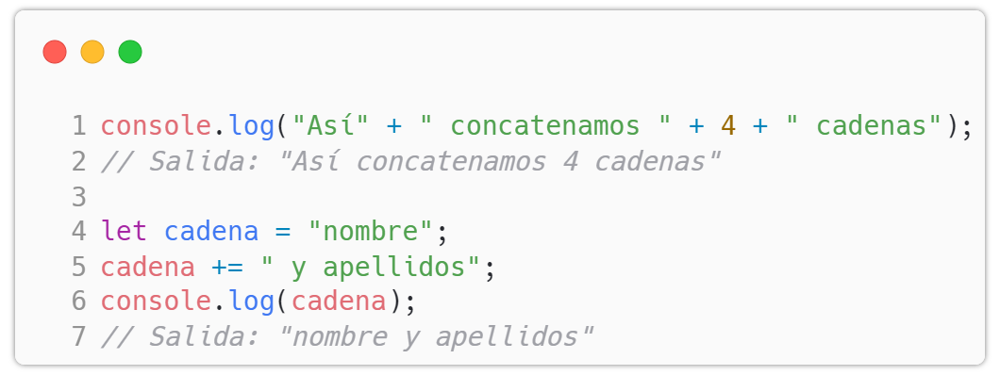 1 console.log("Así" + " concatenamos " + 4 + " cadenas");
2 // Salida: "Así concatenamos 4 cadenas"
3
4 let cadena = "nombre";
5 cadena += " y apellidos";
6 console.log(cadena);
7 // Salida: "nombre y apellidos"